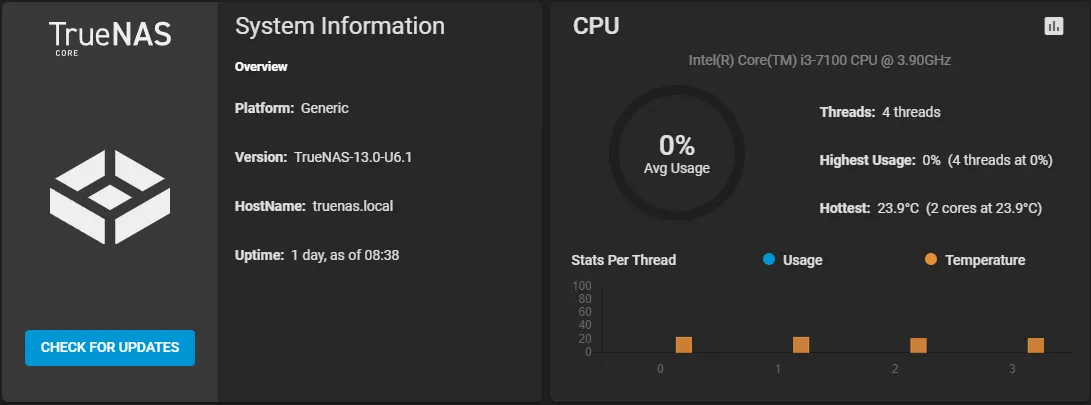 TrueNAS
CORE
CHECK FOR UPDATES
System Information
Overview
Platform: Generic
Version: TrueNAS-13.0-U6.1
HostName: truenas.local
Uptime: 1 day, as of 08:38
CPU
Intel(R) Core(TM) i3-7100 CPU @ 3.90GHz
0%
Avg Usage
Threads: 4 threads
Highest Usage: 0% (4 threads at 0%)
Hottest: 23.9°C (2 cores at 23.9°C)
Stats Per Thread Usage Temperature
100
80
60
40
20
0
0 1 2 3